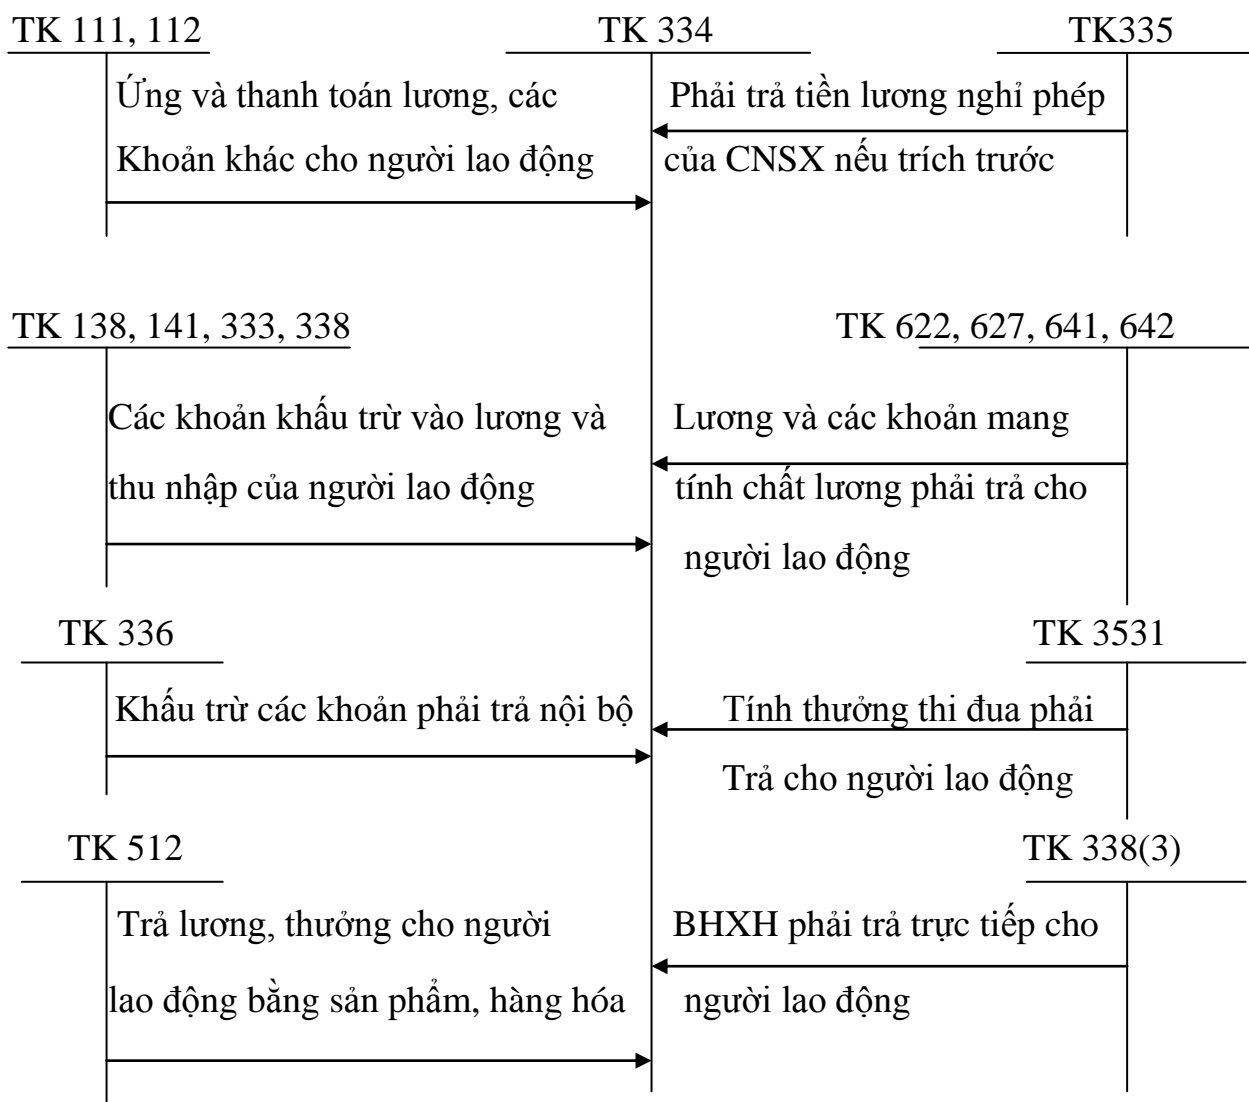 TK 111, 112
TK 334
TK335
Ứng và thanh toán lương, các
Khoản khác cho người lao động
Phải trả tiền lương nghỉ phép
của CNSX nếu trích trước
TK 138, 141, 333, 338
TK 622, 627, 641, 642
Các khoản khấu trừ vào lương và
thu nhập của người lao động
Lương và các khoản mang
tính chất lương phải trả cho
người lao động
TK 336
TK 3531
Khấu trừ các khoản phải trả nội bộ
Tính thưởng thi đua phải
Trả cho người lao động
TK 512
TK 338(3)
Trả lương, thưởng cho người
lao động bằng sản phẩm, hàng hóa
BHXH phải trả trực tiếp cho
người lao động